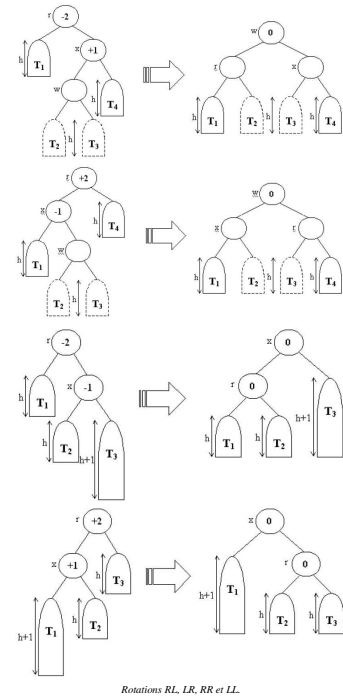 r -2 w 0
x +1
h T1 w h T4 r x
T2 h T3 h T1 T2 h T3 h T4
r +2 w 0
x -1 h T4
h T1 w x r
T2 h T3 h T1 T2 h T3 h T4
r -2 x 0
h T1 x -1 r 0
h T2 h+1 T3 h T1 h T2 h+1 T3
r +2 x 0
x +1 h T3 r 0
h+1 T1 h T2 h+1 T1 h T2 h T3
Rotations RL, LR, RR et LL.